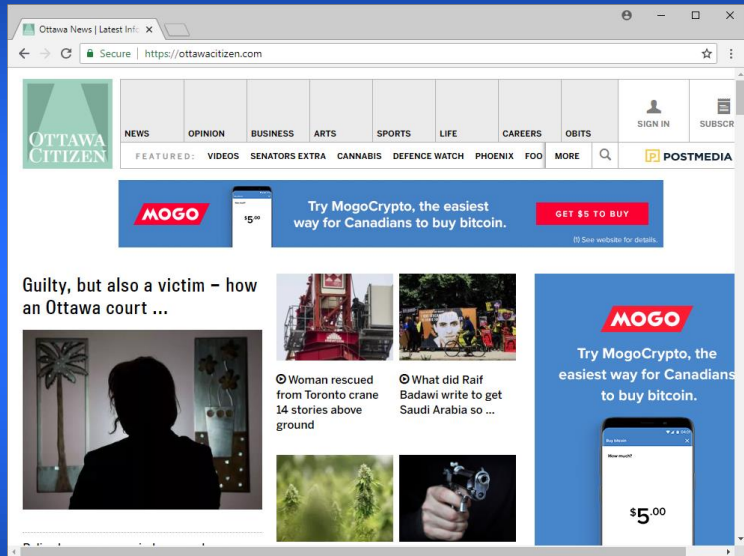 Ottawa News | Latest Info
Secure | https://ottawacitizen.com
OTTAWA
CITIZEN
NEWS OPINION BUSINESS ARTS SPORTS LIFE CAREERS OBITS
SIGN IN
SUBSCR
FEATURED: VIDEOS SENATORS EXTRA CANNABIS DEFENCE WATCH PHOENIX FOO MORE
P POSTMEDIA
MOGO
$5.00
Try MogoCrypto, the easiest
way for Canadians to buy bitcoin.
GET $5 TO BUY
(1) See website for details.
Guilty, but also a victim – how
an Ottawa court ...
Woman rescued
from Toronto crane
14 stories above
ground
What did Raif
Badawi write to get
Saudi Arabia so ...
MOGO
Try MogoCrypto, the
easiest way for Canadians
to buy bitcoin.
Buy bitcoin
How much?
$5.00